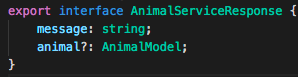 export interface AnimalServiceResponse {
    message: string;
    animal?: AnimalModel;
}